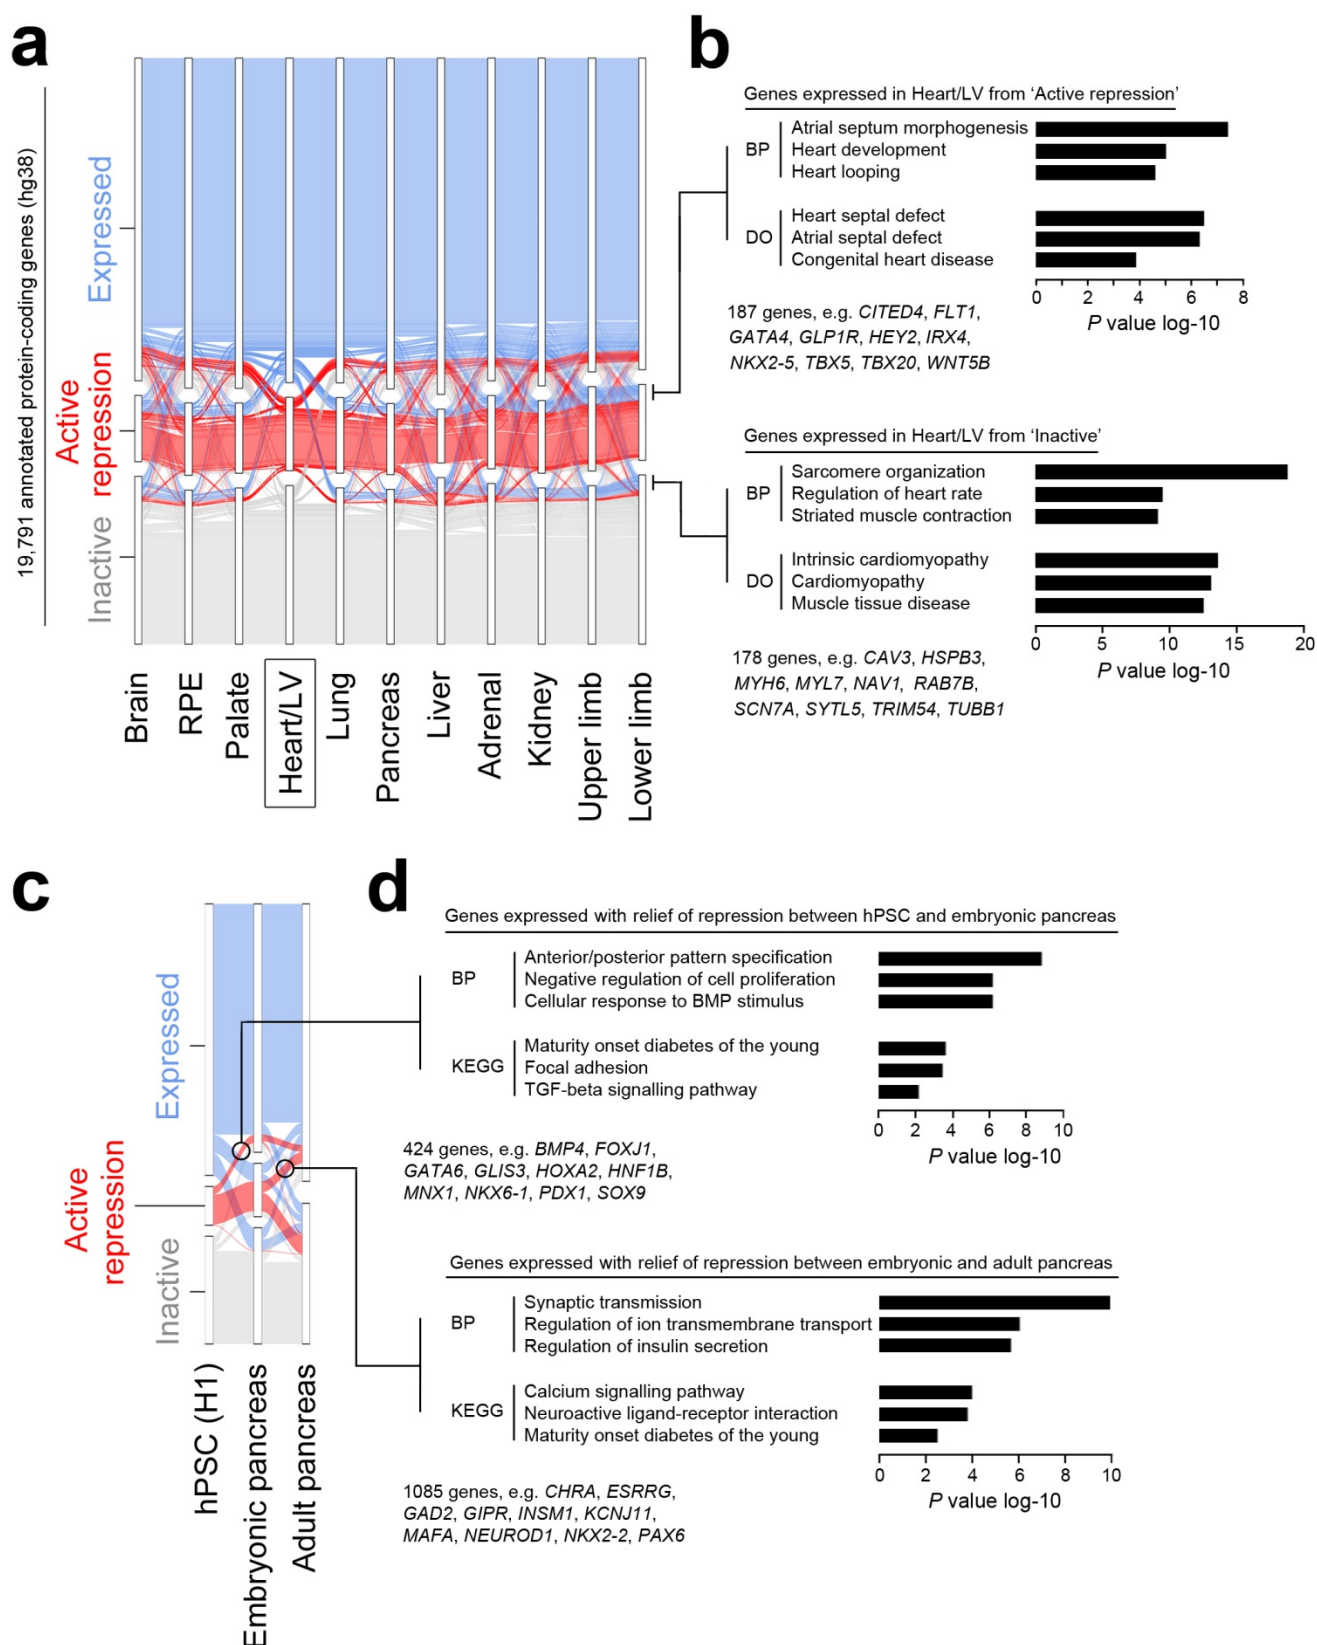 a
19,791 annotated protein-coding genes (hg38)
Expressed
Active
repression
Inactive
Brain
RPE
Palate
Heart/LV
Lung
Pancreas
Liver
Adrenal
Kidney
Upper limb
Lower limb
b
Genes expressed in Heart/LV from ‘Active repression’
BP
Atrial septum morphogenesis
Heart development
Heart looping
DO
Heart septal defect
Atrial septal defect
Congenital heart disease
0 2 4 6 8
P value log-10
187 genes, e.g. CITED4, FLT1,
GATA4, GLP1R, HEY2, IRX4,
NKX2-5, TBX5, TBX20, WNT5B
Genes expressed in Heart/LV from ‘Inactive’
BP
Sarcomere organization
Regulation of heart rate
Striated muscle contraction
DO
Intrinsic cardiomyopathy
Cardiomyopathy
Muscle tissue disease
0 5 10 15 20
P value log-10
178 genes, e.g. CAV3, HSPB3,
MYH6, MYL7, NAV1, RAB7B,
SCN7A, SYTL5, TRIM54, TUBB1
c
Expressed
Active
repression
Inactive
hPSC (H1)
Embryonic pancreas
Adult pancreas
d
Genes expressed with relief of repression between hPSC and embryonic pancreas
BP
Anterior/posterior pattern specification
Negative regulation of cell proliferation
Cellular response to BMP stimulus
KEGG
Maturity onset diabetes of the young
Focal adhesion
TGF-beta signalling pathway
0 2 4 6 8 10
P value log-10
424 genes, e.g. BMP4, FOXJ1,
GATA6, GLIS3, HOXA2, HNF1B,
MNX1, NKX6-1, PDX1, SOX9
Genes expressed with relief of repression between embryonic and adult pancreas
BP
Synaptic transmission
Regulation of ion transmembrane transport
Regulation of insulin secretion
KEGG
Calcium signalling pathway
Neuroactive ligand-receptor interaction
Maturity onset diabetes of the young
0 2 4 6 8 10
P value log-10
1085 genes, e.g. CHRA, ESRRG,
GAD2, GIPR, INSM1, KCNJ11,
MAFA, NEUROD1, NKX2-2, PAX6